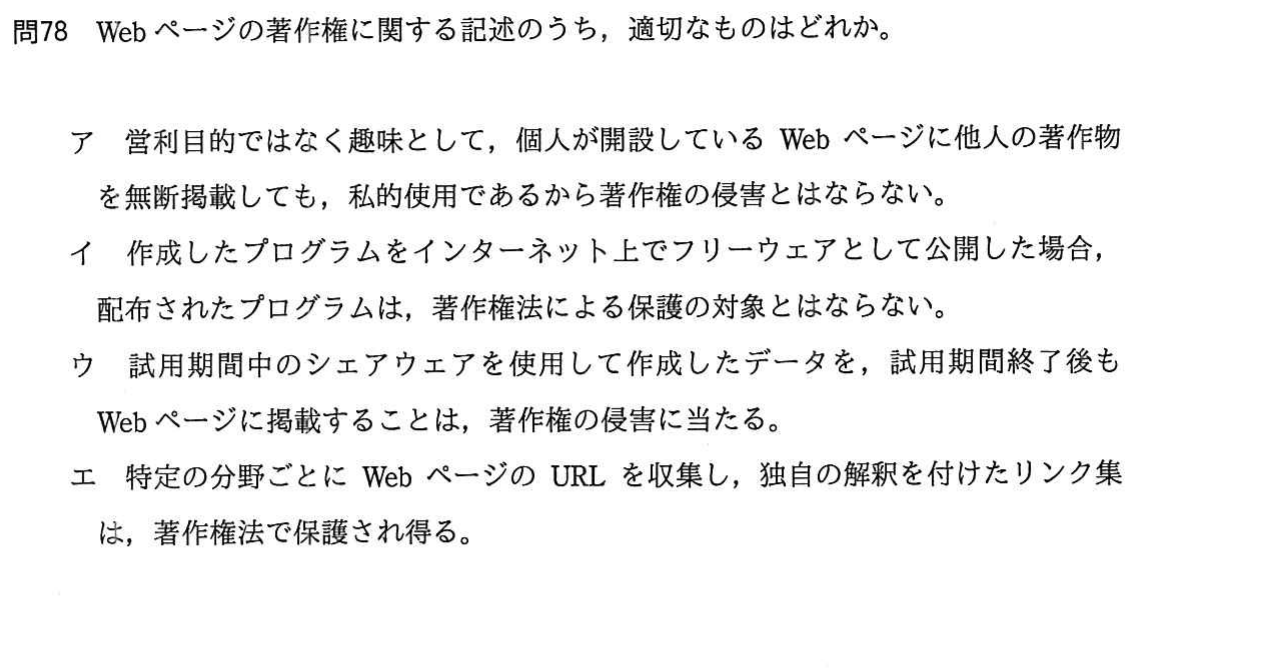 問78 Web ページの著作権に関する記述のうち，適切なものはどれか。
ア 営利目的ではなく趣味として，個人が開設している Web ページに他人の著作物
を無断掲載しても，私的使用であるから著作権の侵害とはならない。
イ 作成したプログラムをインターネット上でフリーウェアとして公開した場合，
配布されたプログラムは，著作権法による保護の対象とはならない。
ウ 試用期間中のシェアウェアを使用して作成したデータを，試用期間終了後も
Web ページに掲載することは，著作権の侵害に当たる。
エ 特定の分野ごとに Web ページの URL を収集し，独自の解釈を付けたリンク集
は，著作権法で保護され得る。